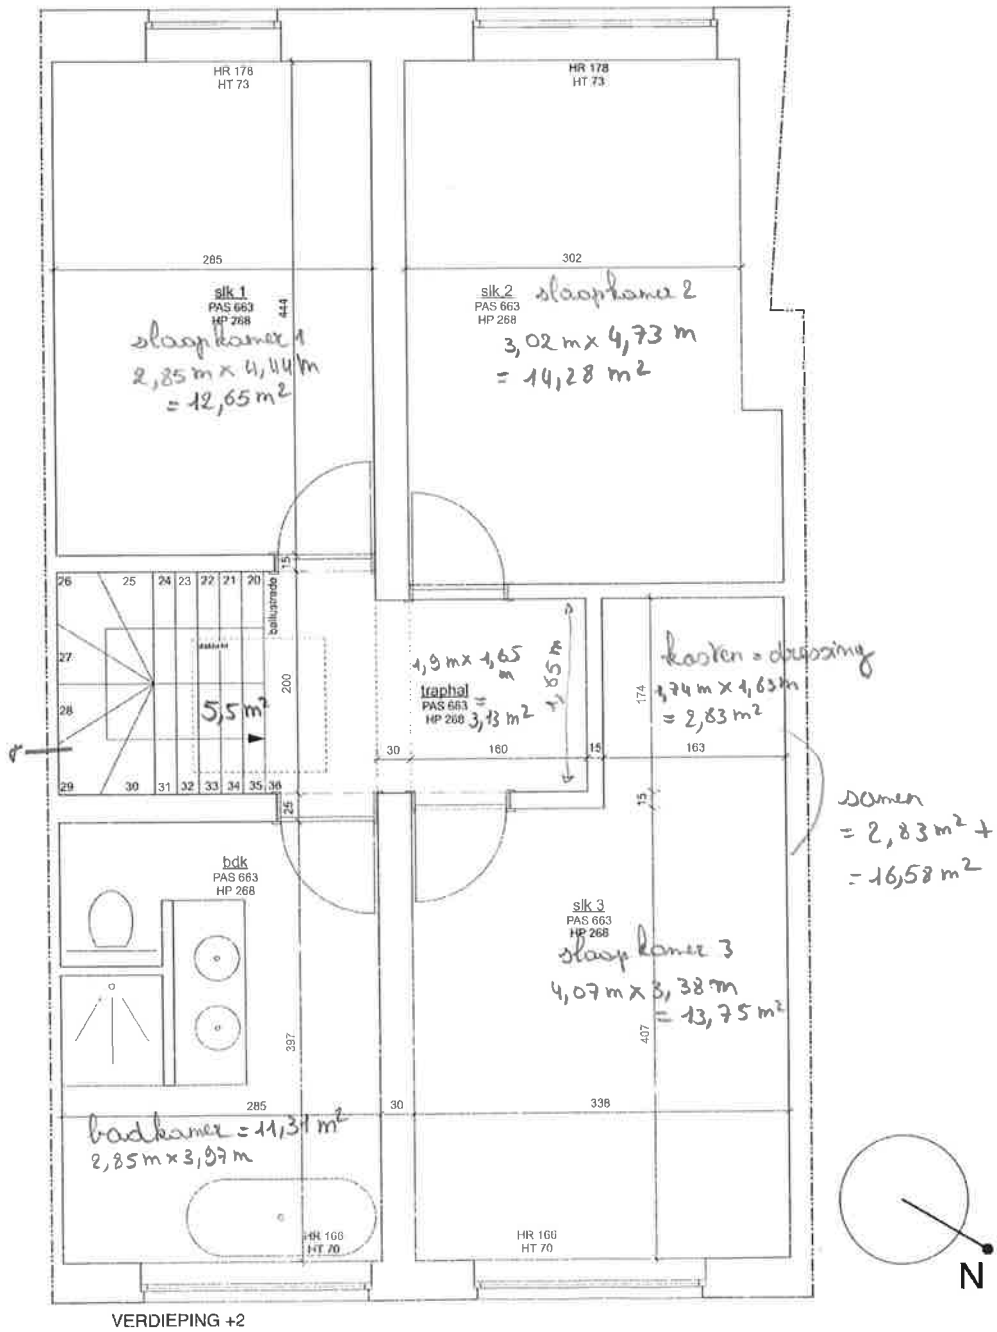 HR 178
HT 73
HR 178
HT 73
285
302
slk 1
PAS 663
HP 268
444
slaapkamer 1
2,85 m x 4,44 m
= 12,65 m²
slk 2
PAS 663
HP 268
slaapkamer 2
3,02 m x 4,73 m
= 14,28 m²
15
26
25
24
23
22
21
20
ballustrade
27
28
29
30
31
32
33
34
35
36
5,5 m²
200
25
1,9 m x 1,65 m
traphal
PAS 663
HP 268
= 3,13 m²
30
160
15
163
174
15
kasten = dressing
1,74 m x 1,63 m
= 2,83 m²
samen
= 2,83 m² +
= 16,58 m²
bdk
PAS 663
HP 268
slk 3
PAS 663
HP 268
slaapkamer 3
4,07 m x 3,38 m
= 13,75 m²
397
407
285
30
338
badkamer = 11,31 m²
2,85 m x 3,97 m
HR 166
HT 70
HR 166
HT 70
N
VERDIEPING +2